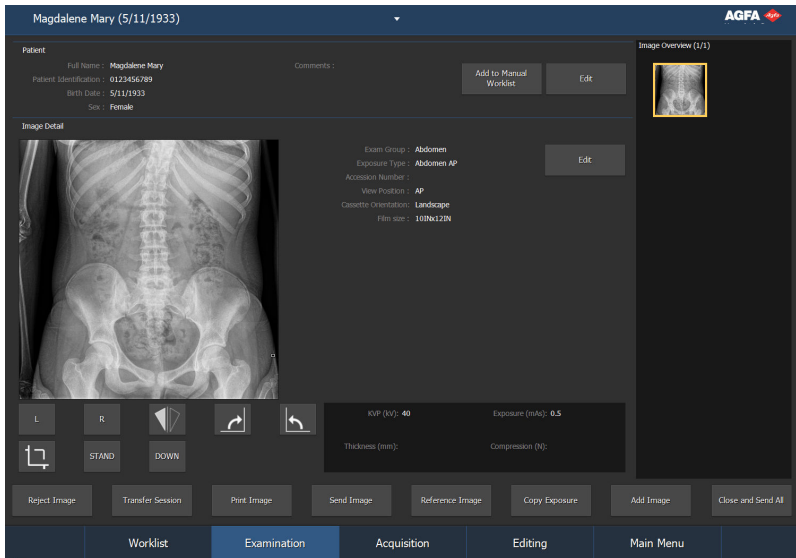 Magdalene Mary (5/11/1933)
AGFA
Patient
Full Name : Magdalene Mary
Patient Identification : 0123456789
Birth Date : 5/11/1933
Sex : Female
Comments :
Add to Manual
Worklist
Edit
Image Overview (1/1)
Image Detail
Exam Group : Abdomen
Exposure Type : Abdomen AP
Accession Number :
View Position : AP
Cassette Orientation: Landscape
Film size : 10INx12IN
Edit
L
R
STAND
DOWN
KVP (kV): 40
Exposure (mAs): 0.5
Thickness (mm):
Compression (N):
Reject Image
Transfer Session
Print Image
Send Image
Reference Image
Copy Exposure
Add Image
Close and Send All
Worklist
Examination
Acquisition
Editing
Main Menu